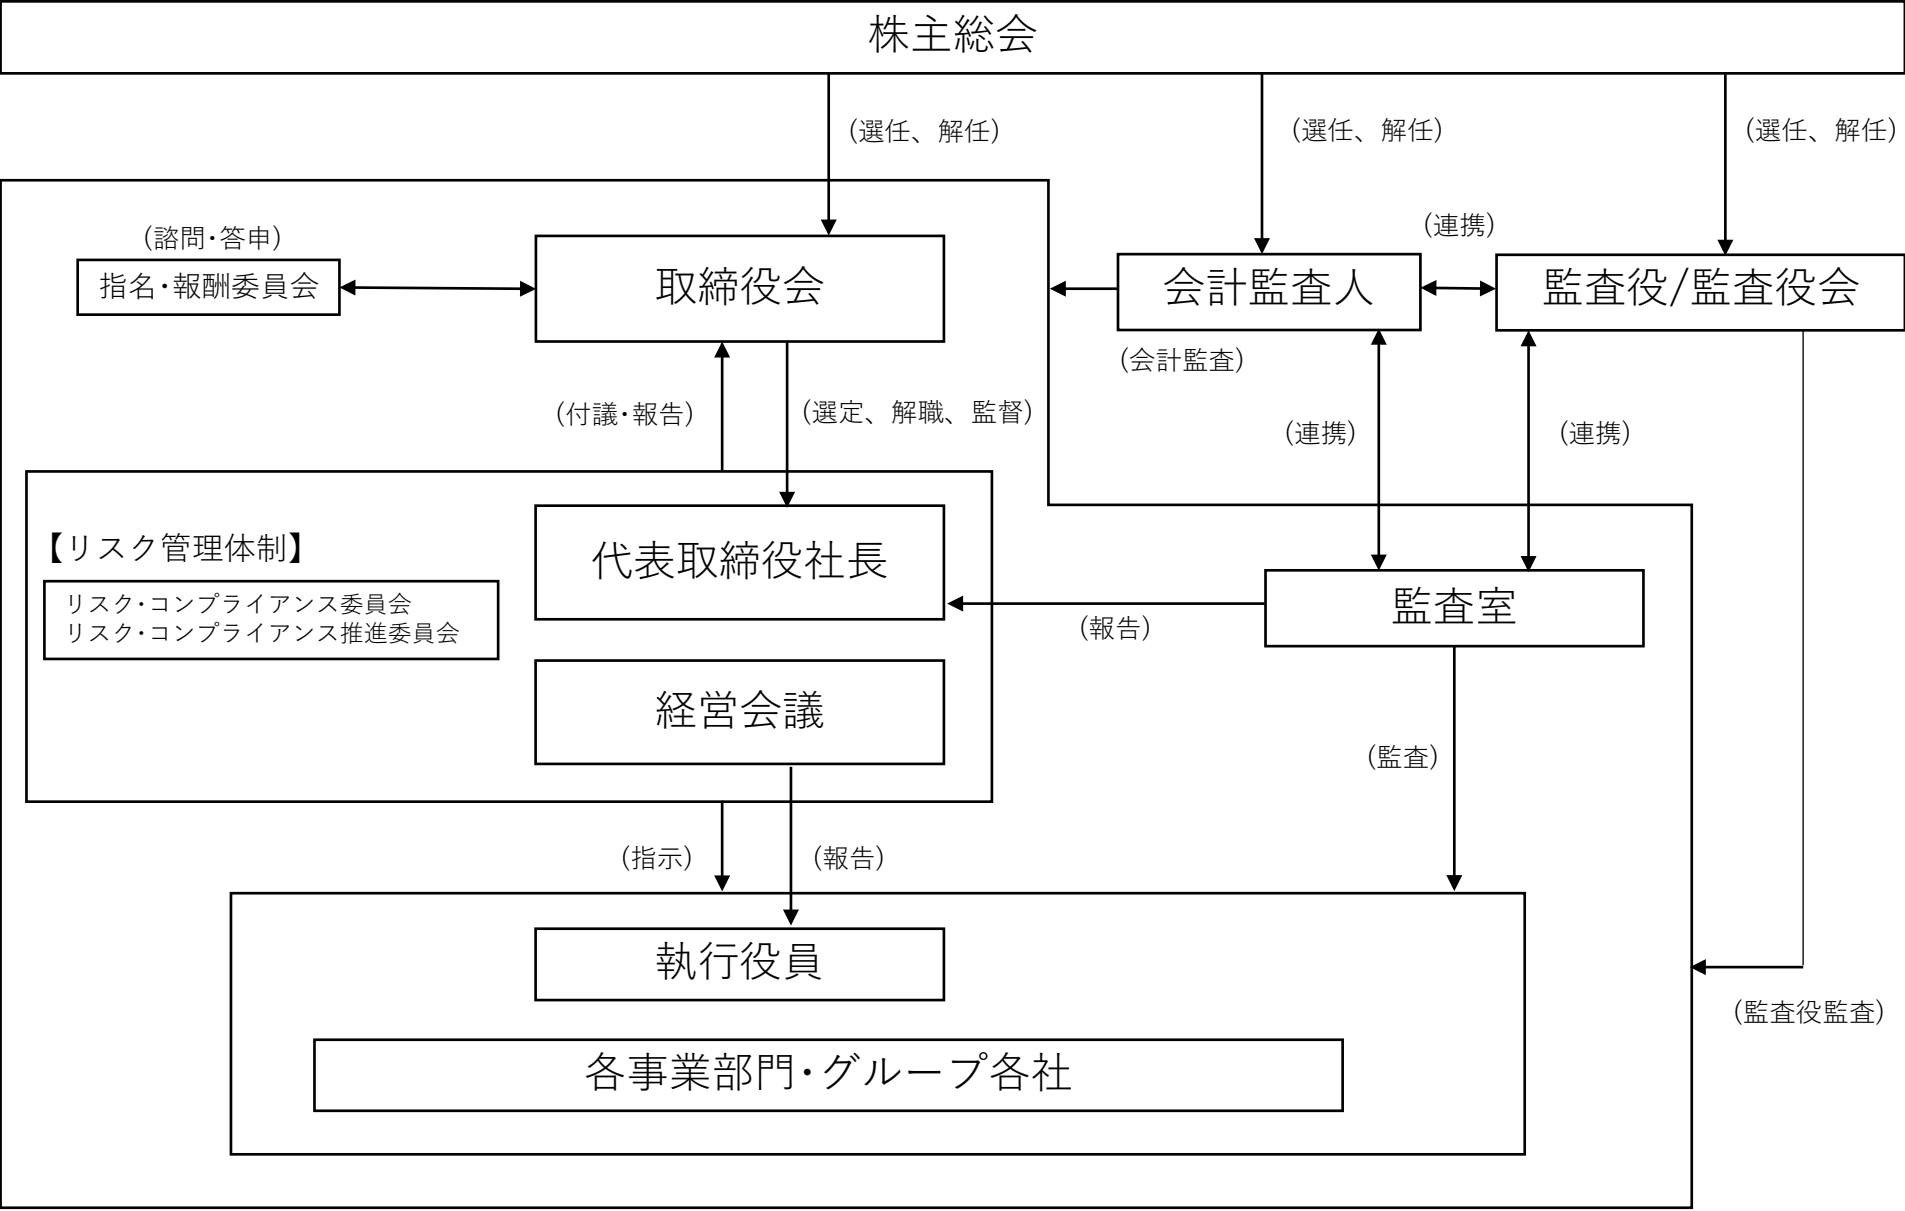 株主総会
(選任、解任)
(選任、解任)
(選任、解任)
(諮問・答申)
指名・報酬委員会
取締役会
会計監査人
(連携)
監査役/監査役会
(会計監査)
(付議・報告)
(選定、解職、監督)
(連携)
(連携)
【リスク管理体制】
リスク・コンプライアンス委員会
リスク・コンプライアンス推進委員会
代表取締役社長
(報告)
監査室
経営会議
(監査)
(指示)
(報告)
執行役員
(監査役監査)
各事業部門・グループ各社